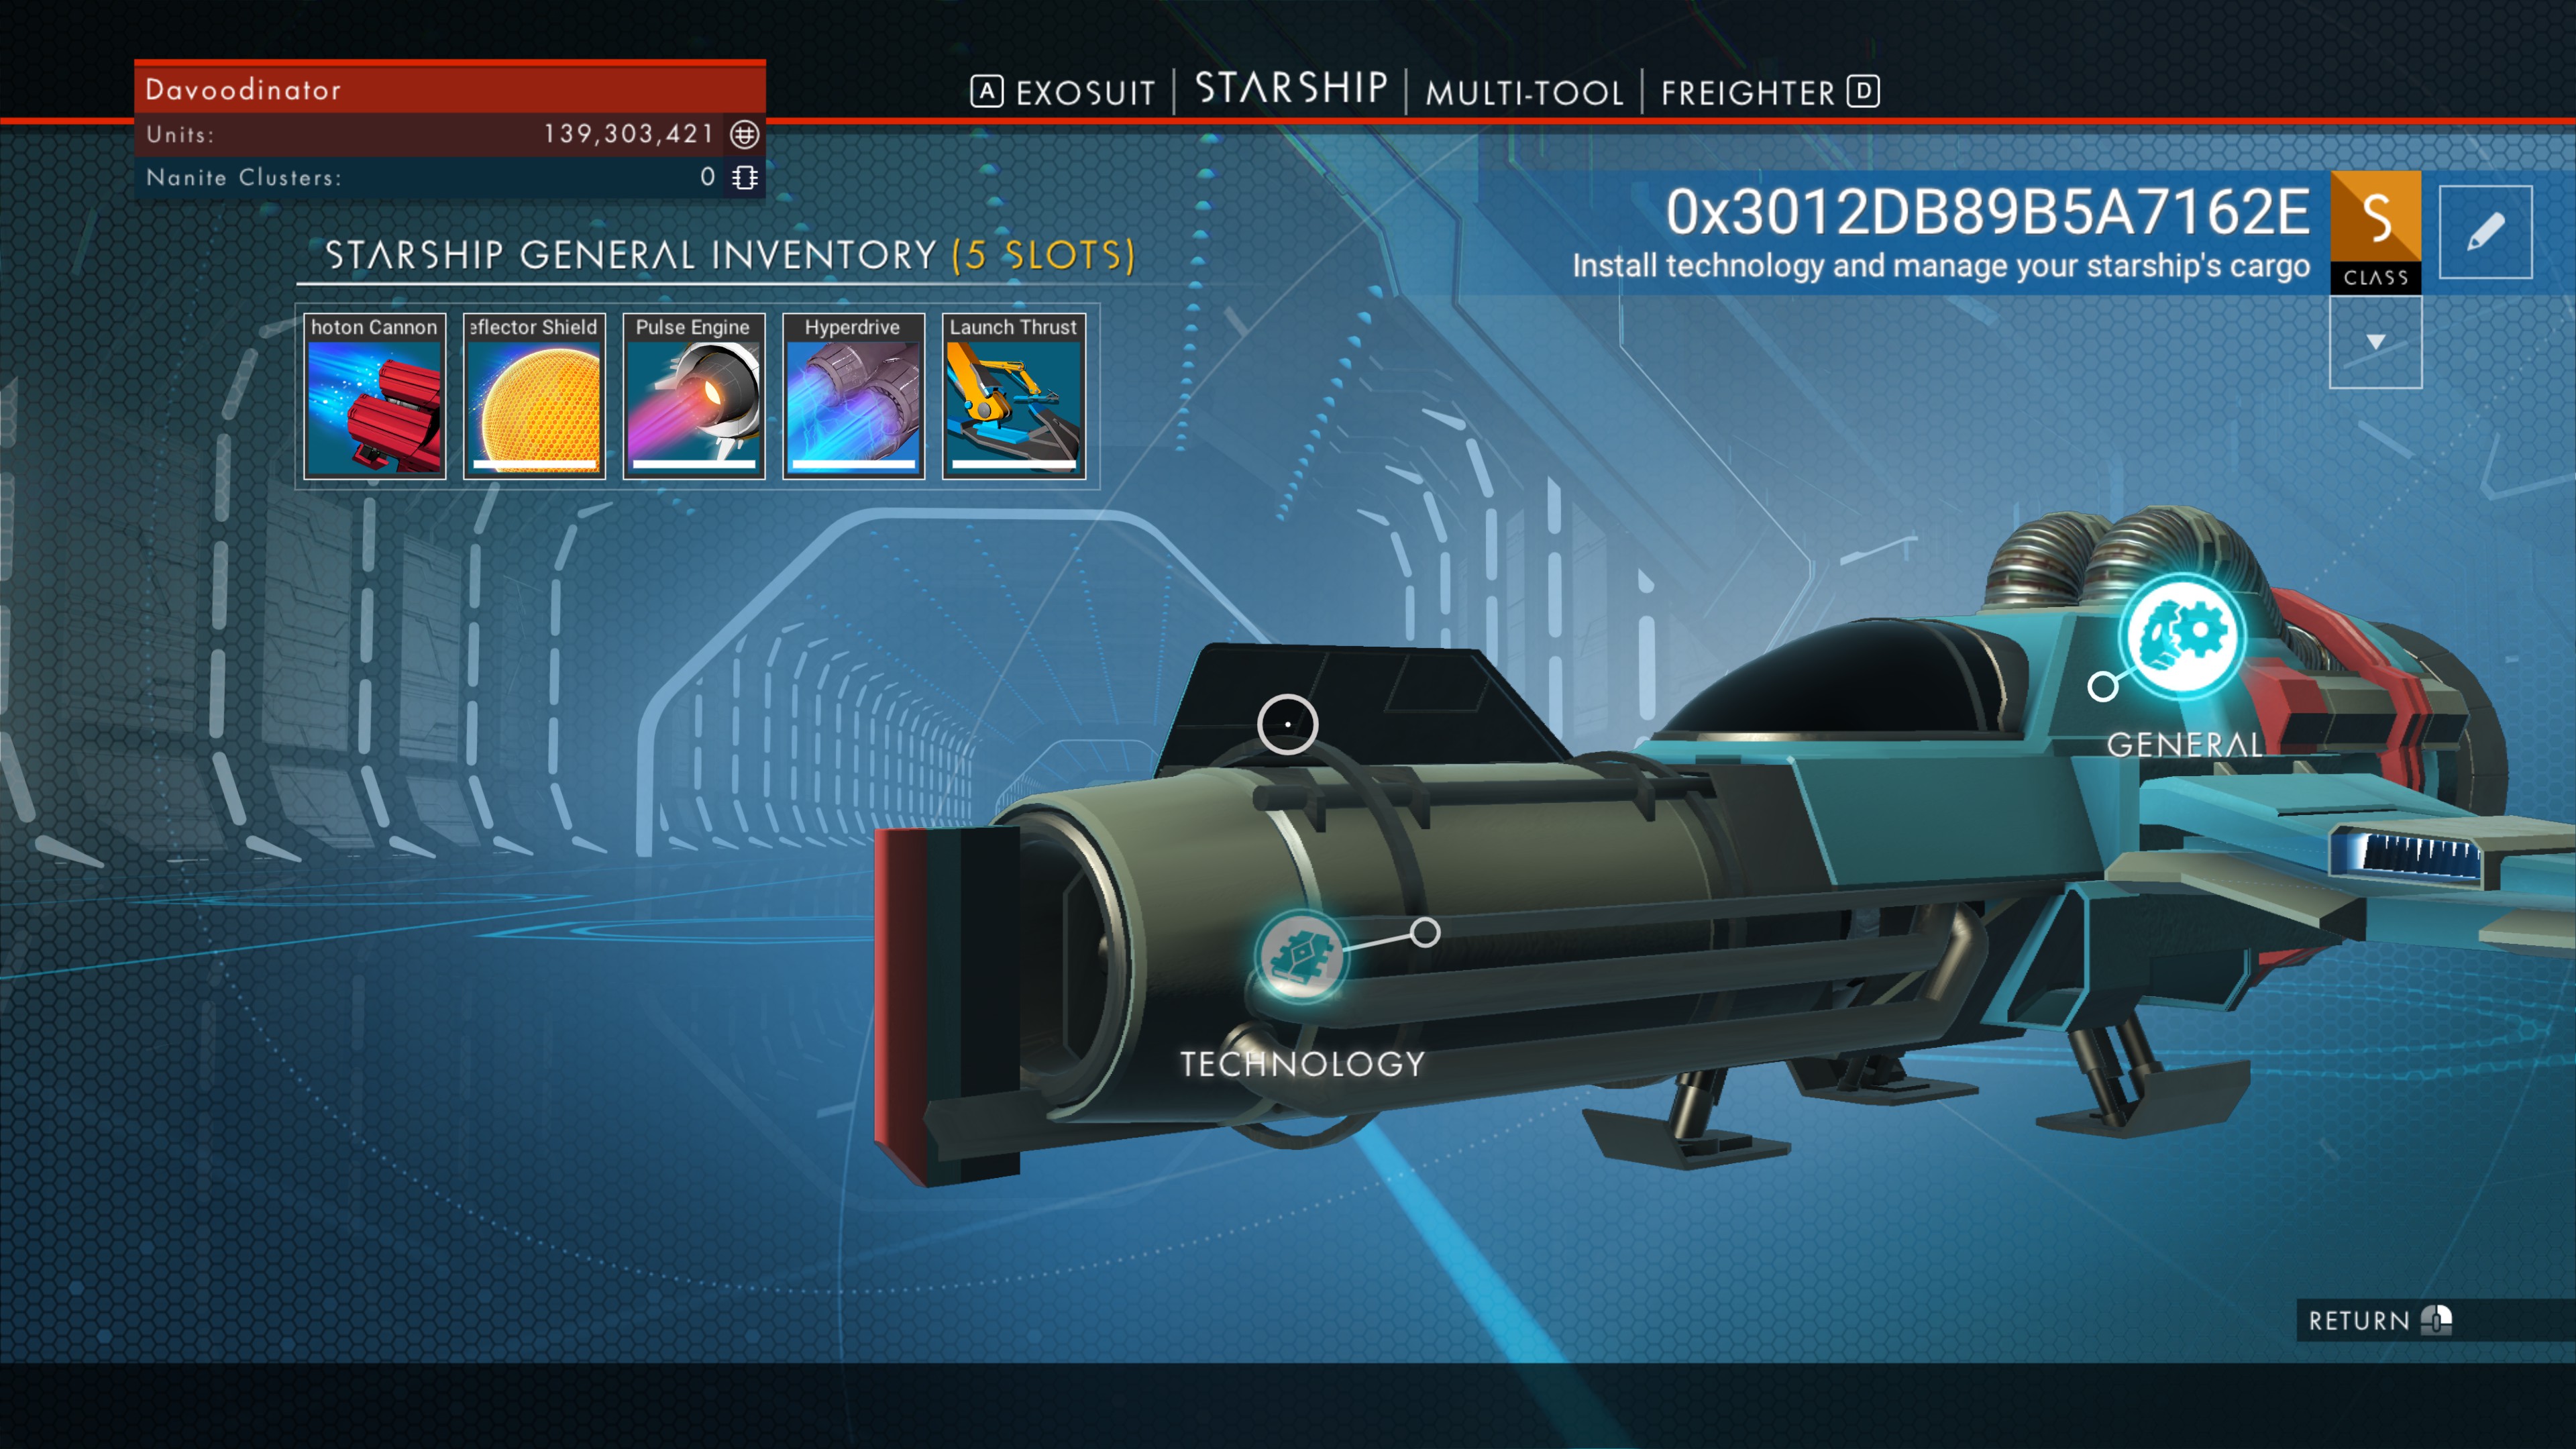 Davoodinator
Units: 139,303,421
Nanite Clusters: 0
A EXOSUIT | STARSHIP | MULTI-TOOL | FREIGHTER D
0x3012DB89B5A7162E
Install technology and manage your starship's cargo
S
CLASS
STARSHIP GENERAL INVENTORY (5 SLOTS)
hoton Cannon
eflector Shield
Pulse Engine
Hyperdrive
Launch Thrust
GENERAL
TECHNOLOGY
RETURN